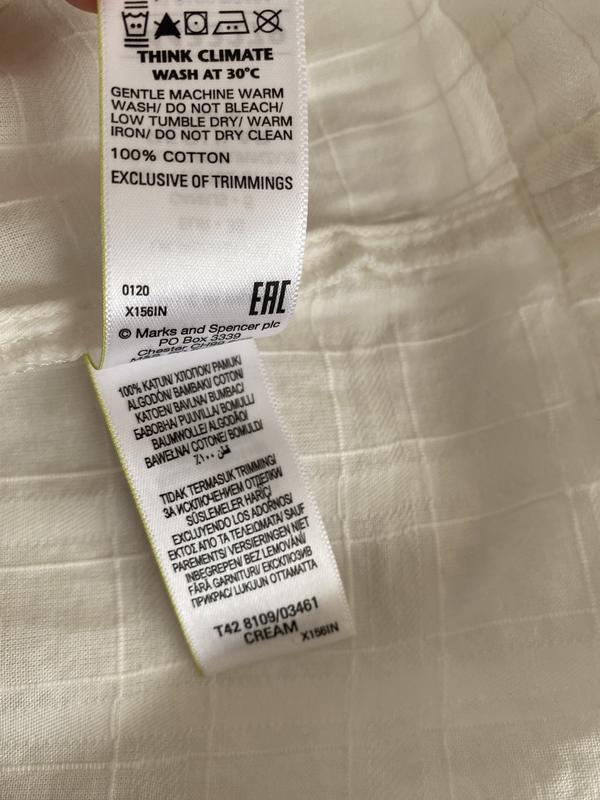 THINK CLIMATE
WASH AT 30°C
GENTLE MACHINE WARM
WASH/ DO NOT BLEACH/
LOW TUMBLE DRY/ WARM
IRON/ DO NOT DRY CLEAN
100% COTTON
EXCLUSIVE OF TRIMMINGS
0120
X156IN
EAC
© Marks and Spencer plc
PO Box 3339
Chester
100% KATUN/ ХЛОПОК/ PAMUK/
ALGODÓN/ BAMBAKI/ COTON/
KATOEN/ BAVLNA/ BUMBAC/
БАВОВНА/ PUUVILLA/ BOMULL/
BAUMWOLLE/ ALGODÃO/
BAWEŁNA/ COTONE/ BOMULD/
٪١٠٠ قطن
TIDAK TERMASUK TRIMMING/
ЗА ИСКЛЮЧЕНИЕМ ОТДЕЛКИ/
SÜSLEMELER HARİÇ/
EXCLUYENDO LOS ADORNOS/
ΕΚΤΟΣ ΑΠΟ ΤΑ ΤΕΛΕΙΩΜΑΤΑ/ SAUF
PAREMENTS/ VERSIERINGEN NIET
INBEGREPEN/ BEZ LEMOVÁNÍ/
FĂRĂ GARNITURI/ ЕКСКЛЮЗИВ
ПРИКРАС/ LUKUUN OTTAMATTA
T42 8109/03461
CREAM
X156IN